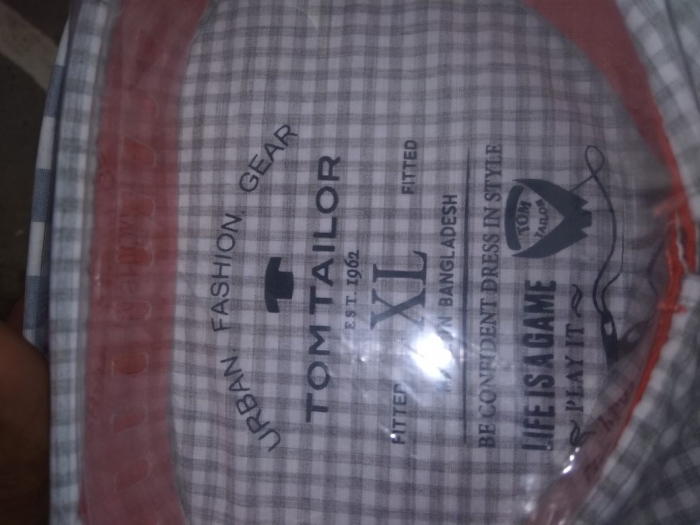 URBAN. FASHION. GEAR
TOM TAILOR
EST. 1962
FITTED XL FITTED
IN BANGLADESH
BE CONFIDENT DRESS IN STYLE
TOM
TAILOR
LIFE IS A GAME
~ PLAY IT ~